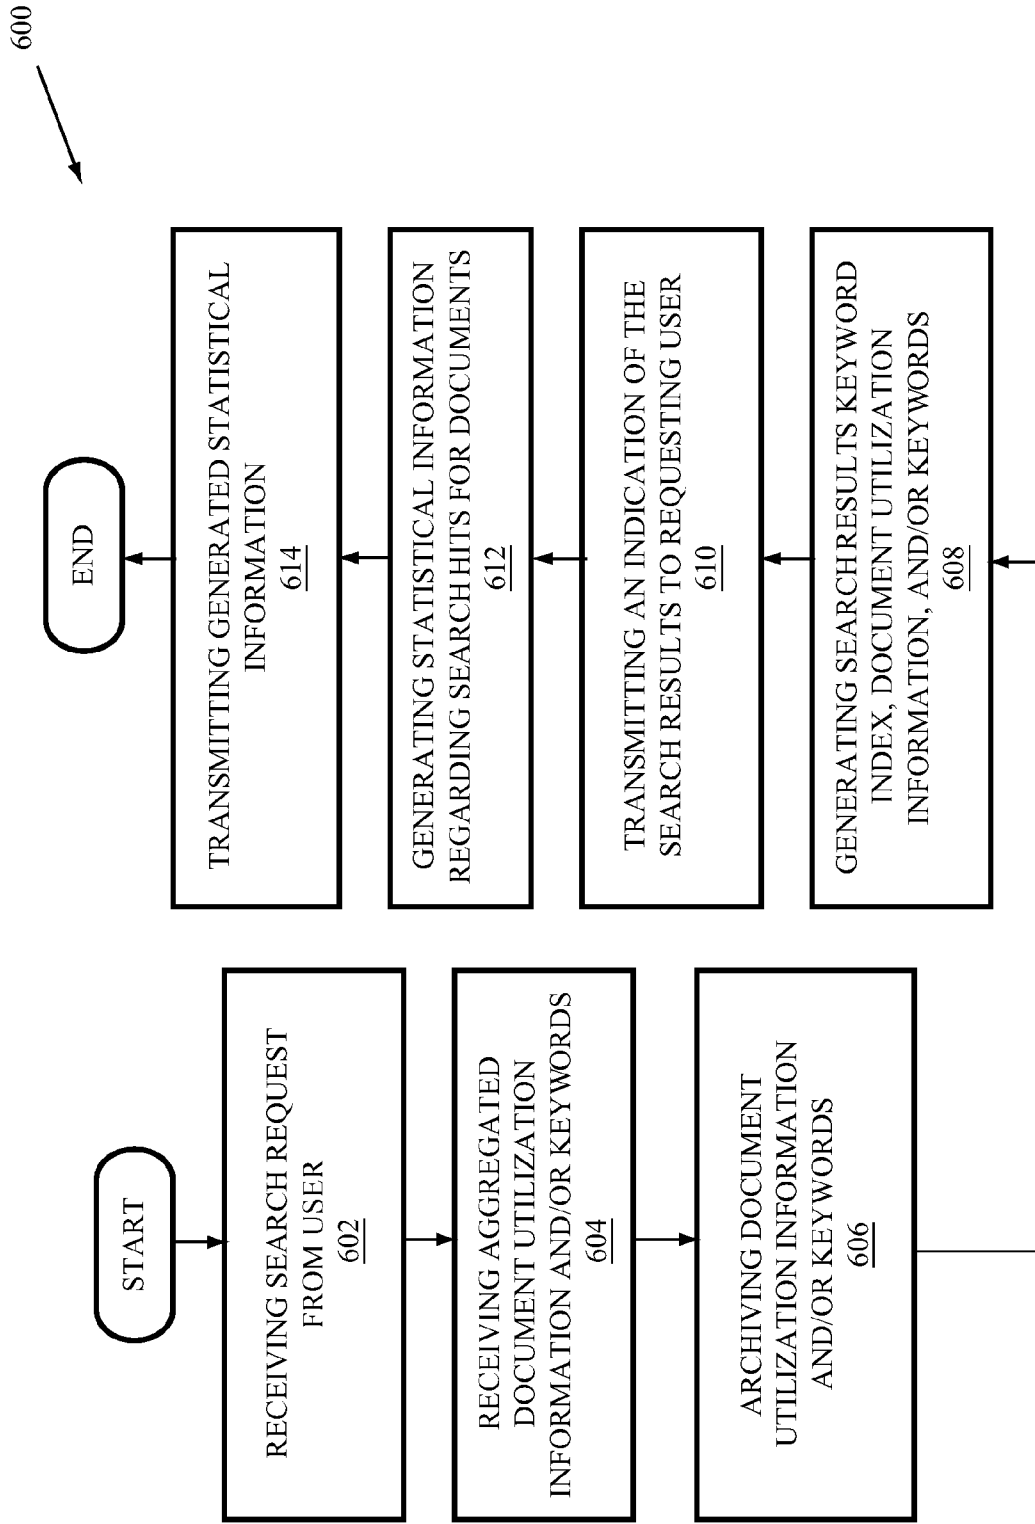 600
START
RECEIVING SEARCH REQUEST
FROM USER
602
RECEIVING AGGREGATED
DOCUMENT UTILIZATION
INFORMATION AND/OR KEYWORDS
604
ARCHIVING DOCUMENT
UTILIZATION INFORMATION
AND/OR KEYWORDS
606
GENERATING SEARCH RESULTS KEYWORD
INDEX, DOCUMENT UTILIZATION
INFORMATION, AND/OR KEYWORDS
608
TRANSMITTING AN INDICATION OF THE
SEARCH RESULTS TO REQUESTING USER
610
GENERATING STATISTICAL INFORMATION
REGARDING SEARCH HITS FOR DOCUMENTS
612
TRANSMITTING GENERATED STATISTICAL
INFORMATION
614
END